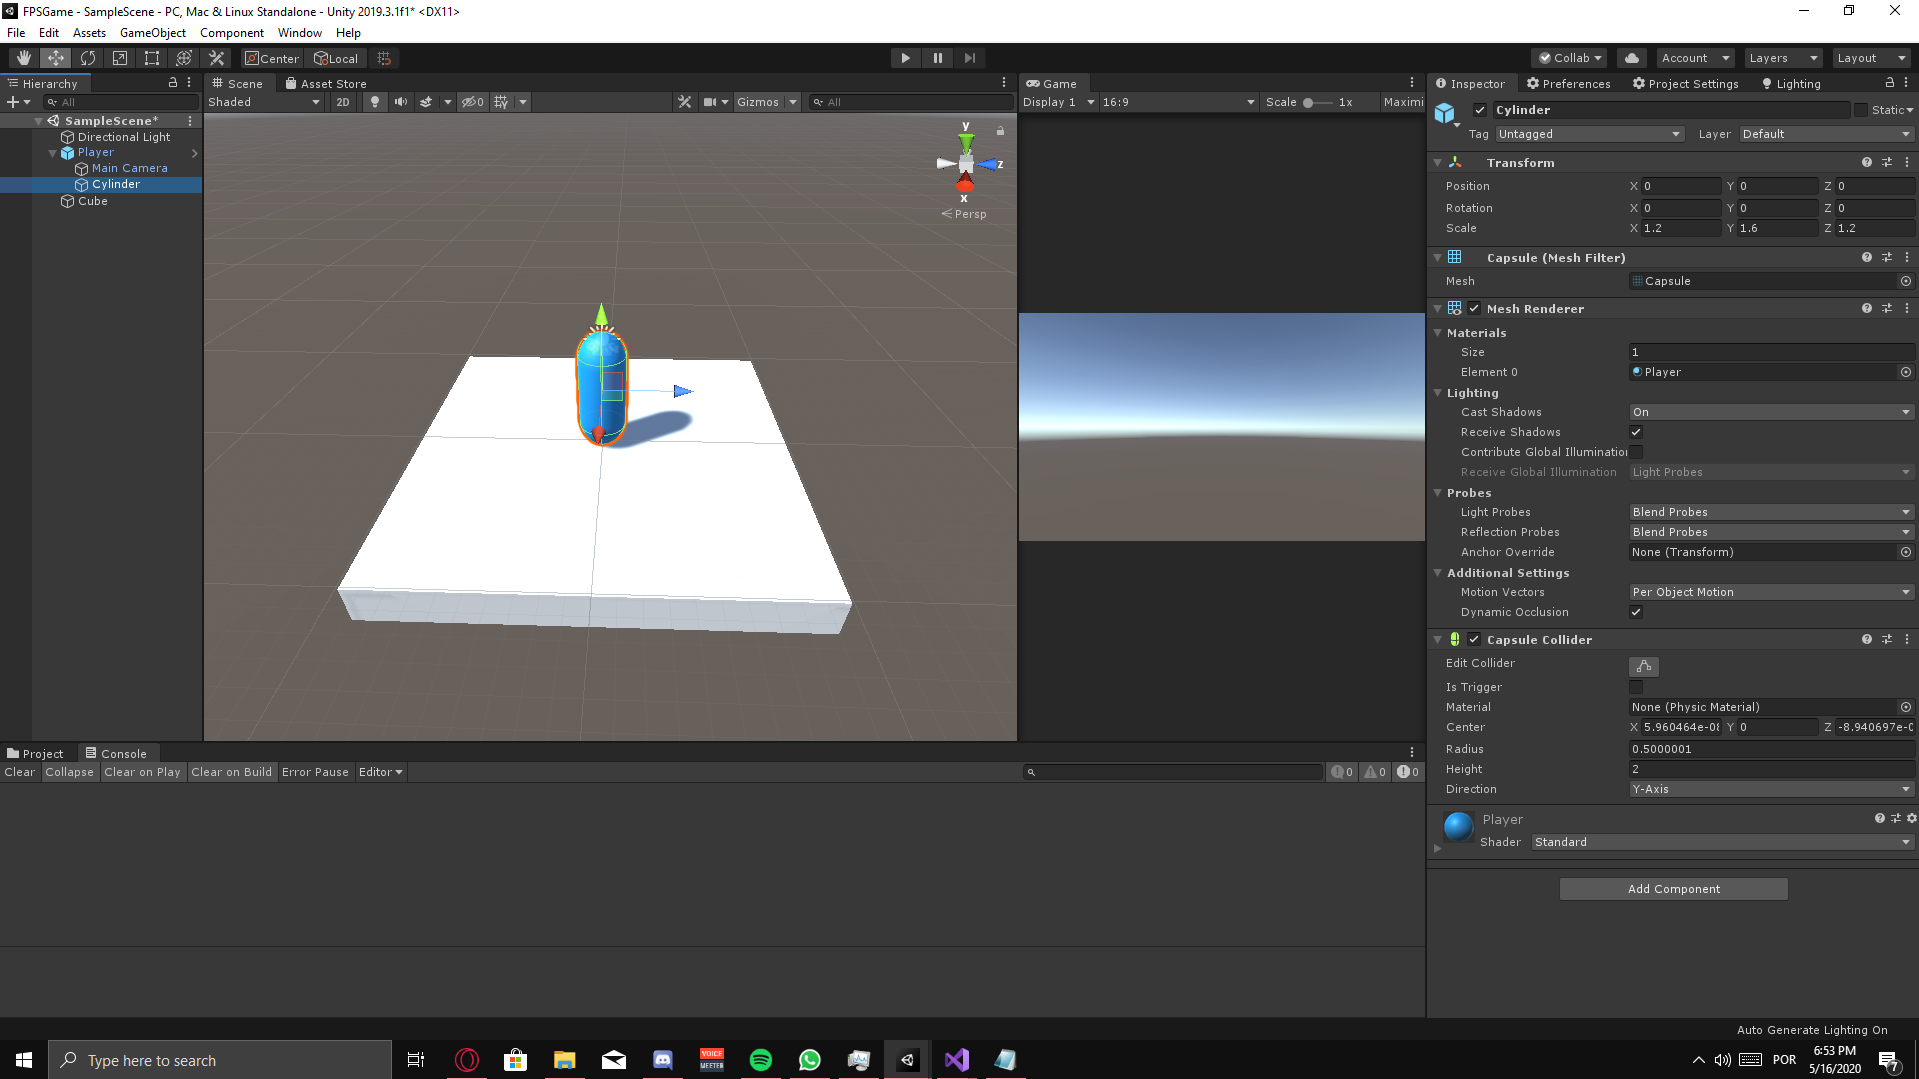 FPSGame - SampleScene - PC, Mac & Linux Standalone - Unity 2019.3.1f1* <DX11>
File Edit Assets GameObject Component Window Help
Center Local Collab Account Layers Layout
Hierarchy
All
SampleScene*
Directional Light
Player
Main Camera
Cylinder
Cube
Scene Asset Store
Shaded 2D 0 Gizmos All
y
z
x
Persp
Game
Display 1 16:9 Scale 1x Maximi
Project Console
Clear Collapse Clear on Play Clear on Build Error Pause Editor 0 0 0
Inspector Preferences Project Settings Lighting
Cylinder Static
Tag Untagged Layer Default
Transform
Position X 0 Y 0 Z 0
Rotation X 0 Y 0 Z 0
Scale X 1.2 Y 1.6 Z 1.2
Capsule (Mesh Filter)
Mesh Capsule
Mesh Renderer
Materials
Size 1
Element 0 Player
Lighting
Cast Shadows On
Receive Shadows
Contribute Global Illumination
Receive Global Illumination Light Probes
Probes
Light Probes Blend Probes
Reflection Probes Blend Probes
Anchor Override None (Transform)
Additional Settings
Motion Vectors Per Object Motion
Dynamic Occlusion
Capsule Collider
Edit Collider
Is Trigger
Material None (Physic Material)
Center X 5.960464e-08 Y 0 Z -8.940697e-0
Radius 0.5000001
Height 2
Direction Y-Axis
Player
Shader Standard
Add Component
Auto Generate Lighting On
Type here to search
VOICE
MEETER
POR
6:53 PM
5/16/2020
7